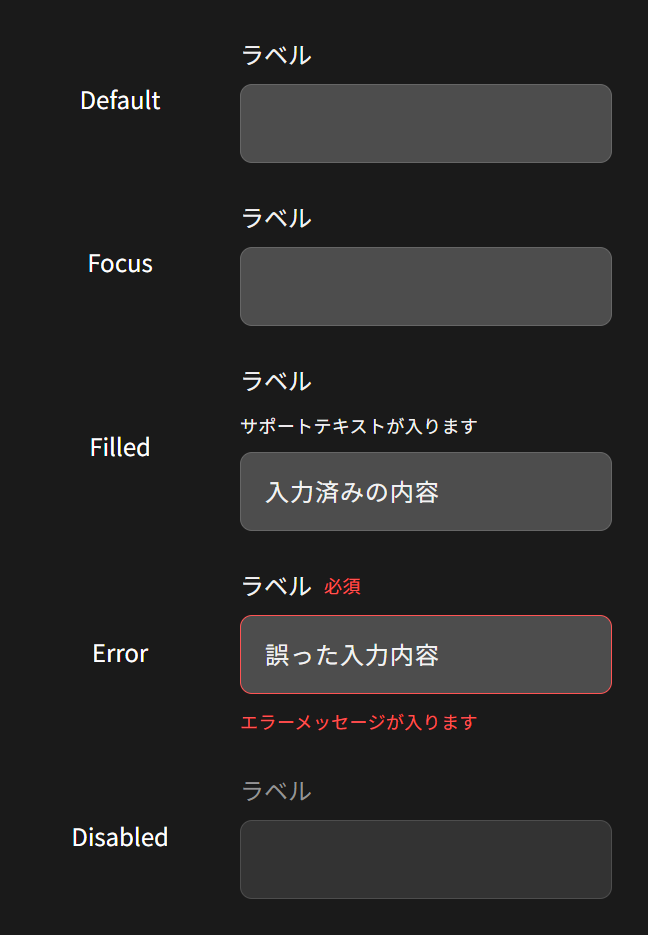 ラベル
Default
ラベル
Focus
ラベル
サポートテキストが入ります
Filled
入力済みの内容
ラベル 必須
Error
誤った入力内容
エラーメッセージが入ります
ラベル
Disabled